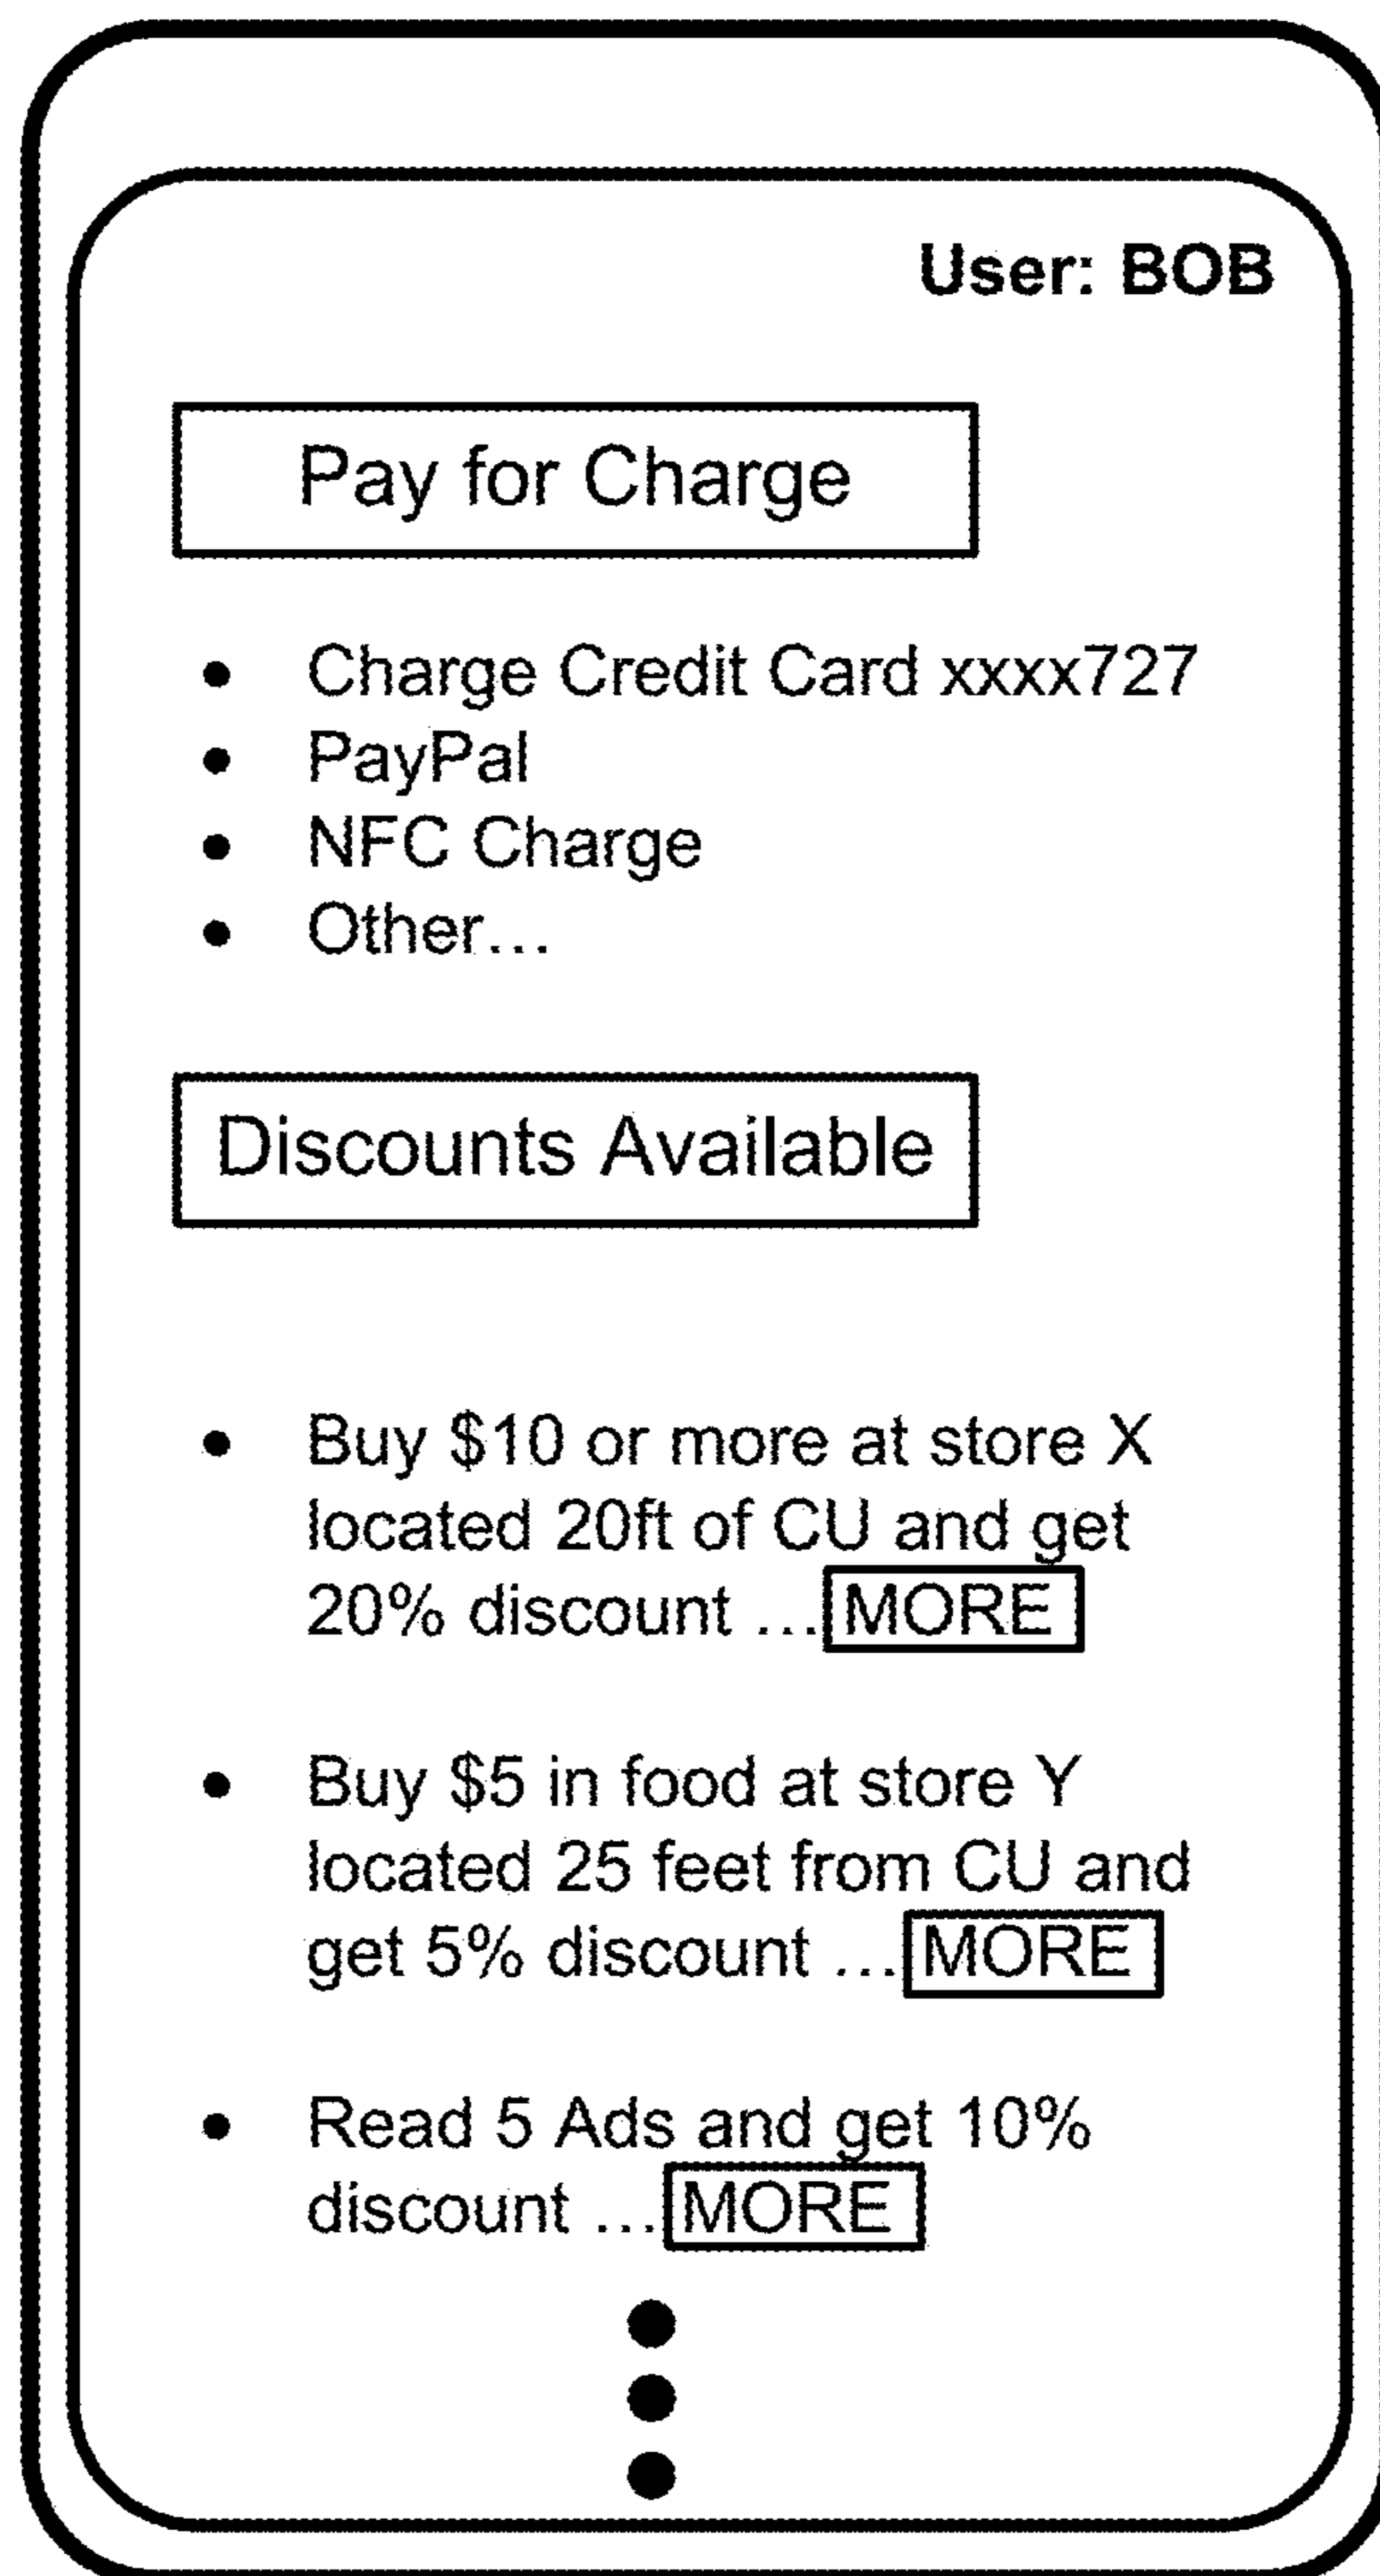 User: BOB
Pay for Charge
• Charge Credit Card xxxx727
• PayPal
• NFC Charge
• Other...
Discounts Available
• Buy $10 or more at store X
located 20ft of CU and get
20% discount ... MORE
• Buy $5 in food at store Y
located 25 feet from CU and
get 5% discount ... MORE
• Read 5 Ads and get 10%
discount ... MORE